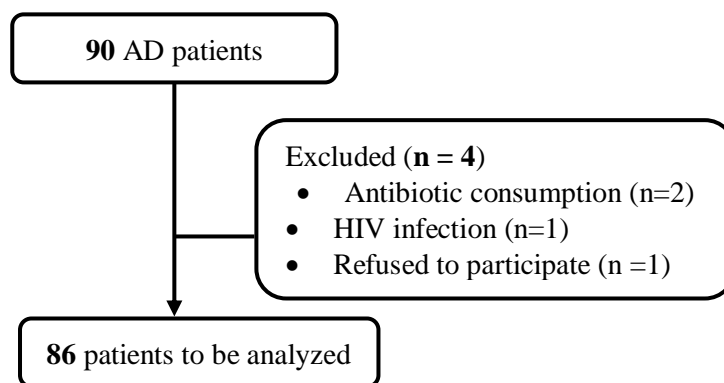 90 AD patients
Excluded (n = 4)
• Antibiotic consumption (n=2)
• HIV infection (n=1)
• Refused to participate (n =1)
86 patients to be analyzed